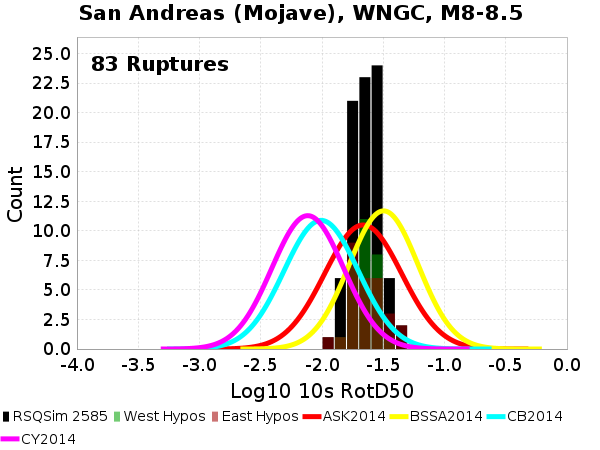 San Andreas (Mojave), WNGC, M8-8.5
83 Ruptures
25.0
22.5
20.0
17.5
15.0
12.5
10.0
7.5
5.0
2.5
0.0
Count
-4.0 -3.5 -3.0 -2.5 -2.0 -1.5 -1.0 -0.5 0.0
Log10 10s RotD50
RSQSim 2585 West Hypos East Hypos ASK2014 BSSA2014 CB2014
CY2014